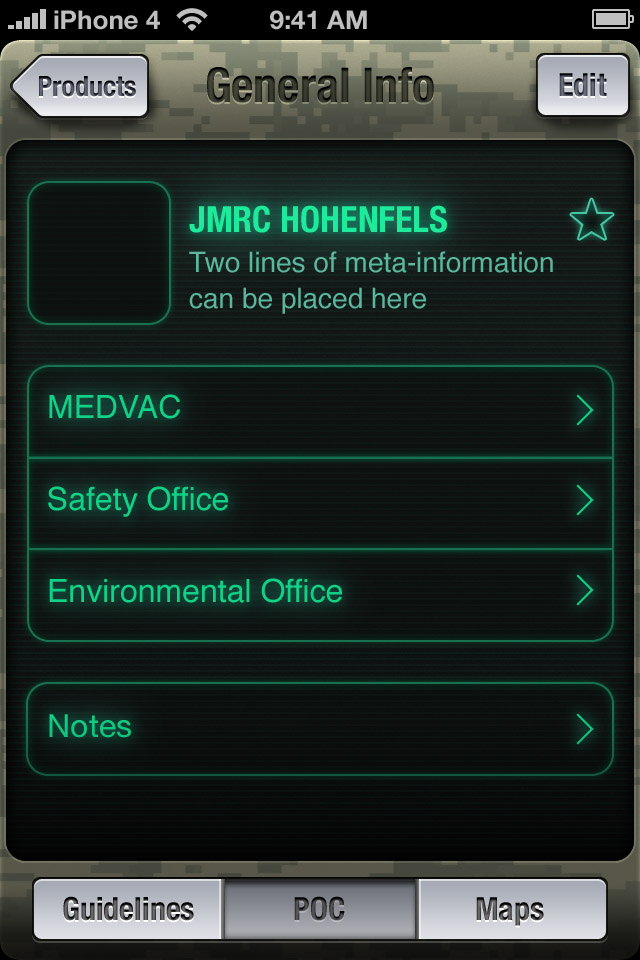 iPhone 4 9:41 AM
Products General Info Edit
JMRC HOHENFELS
Two lines of meta-information
can be placed here
MEDVAC
Safety Office
Environmental Office
Notes
Guidelines POC Maps